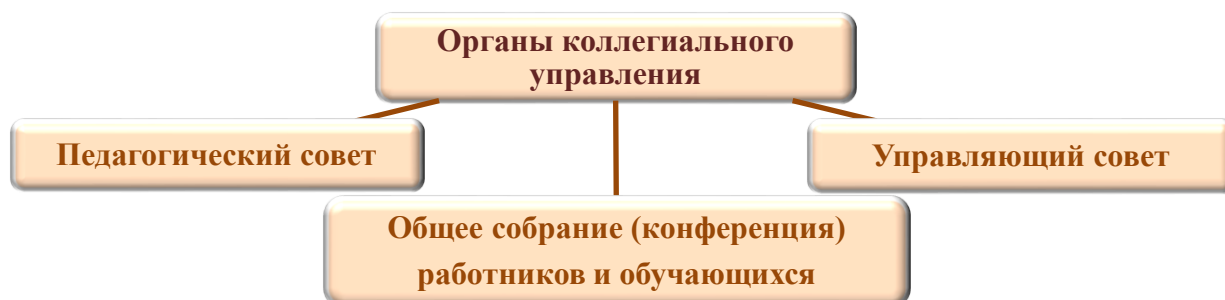 Органы коллегиального
управления
Педагогический совет
Управляющий совет
Общее собрание (конференция)
работников и обучающихся